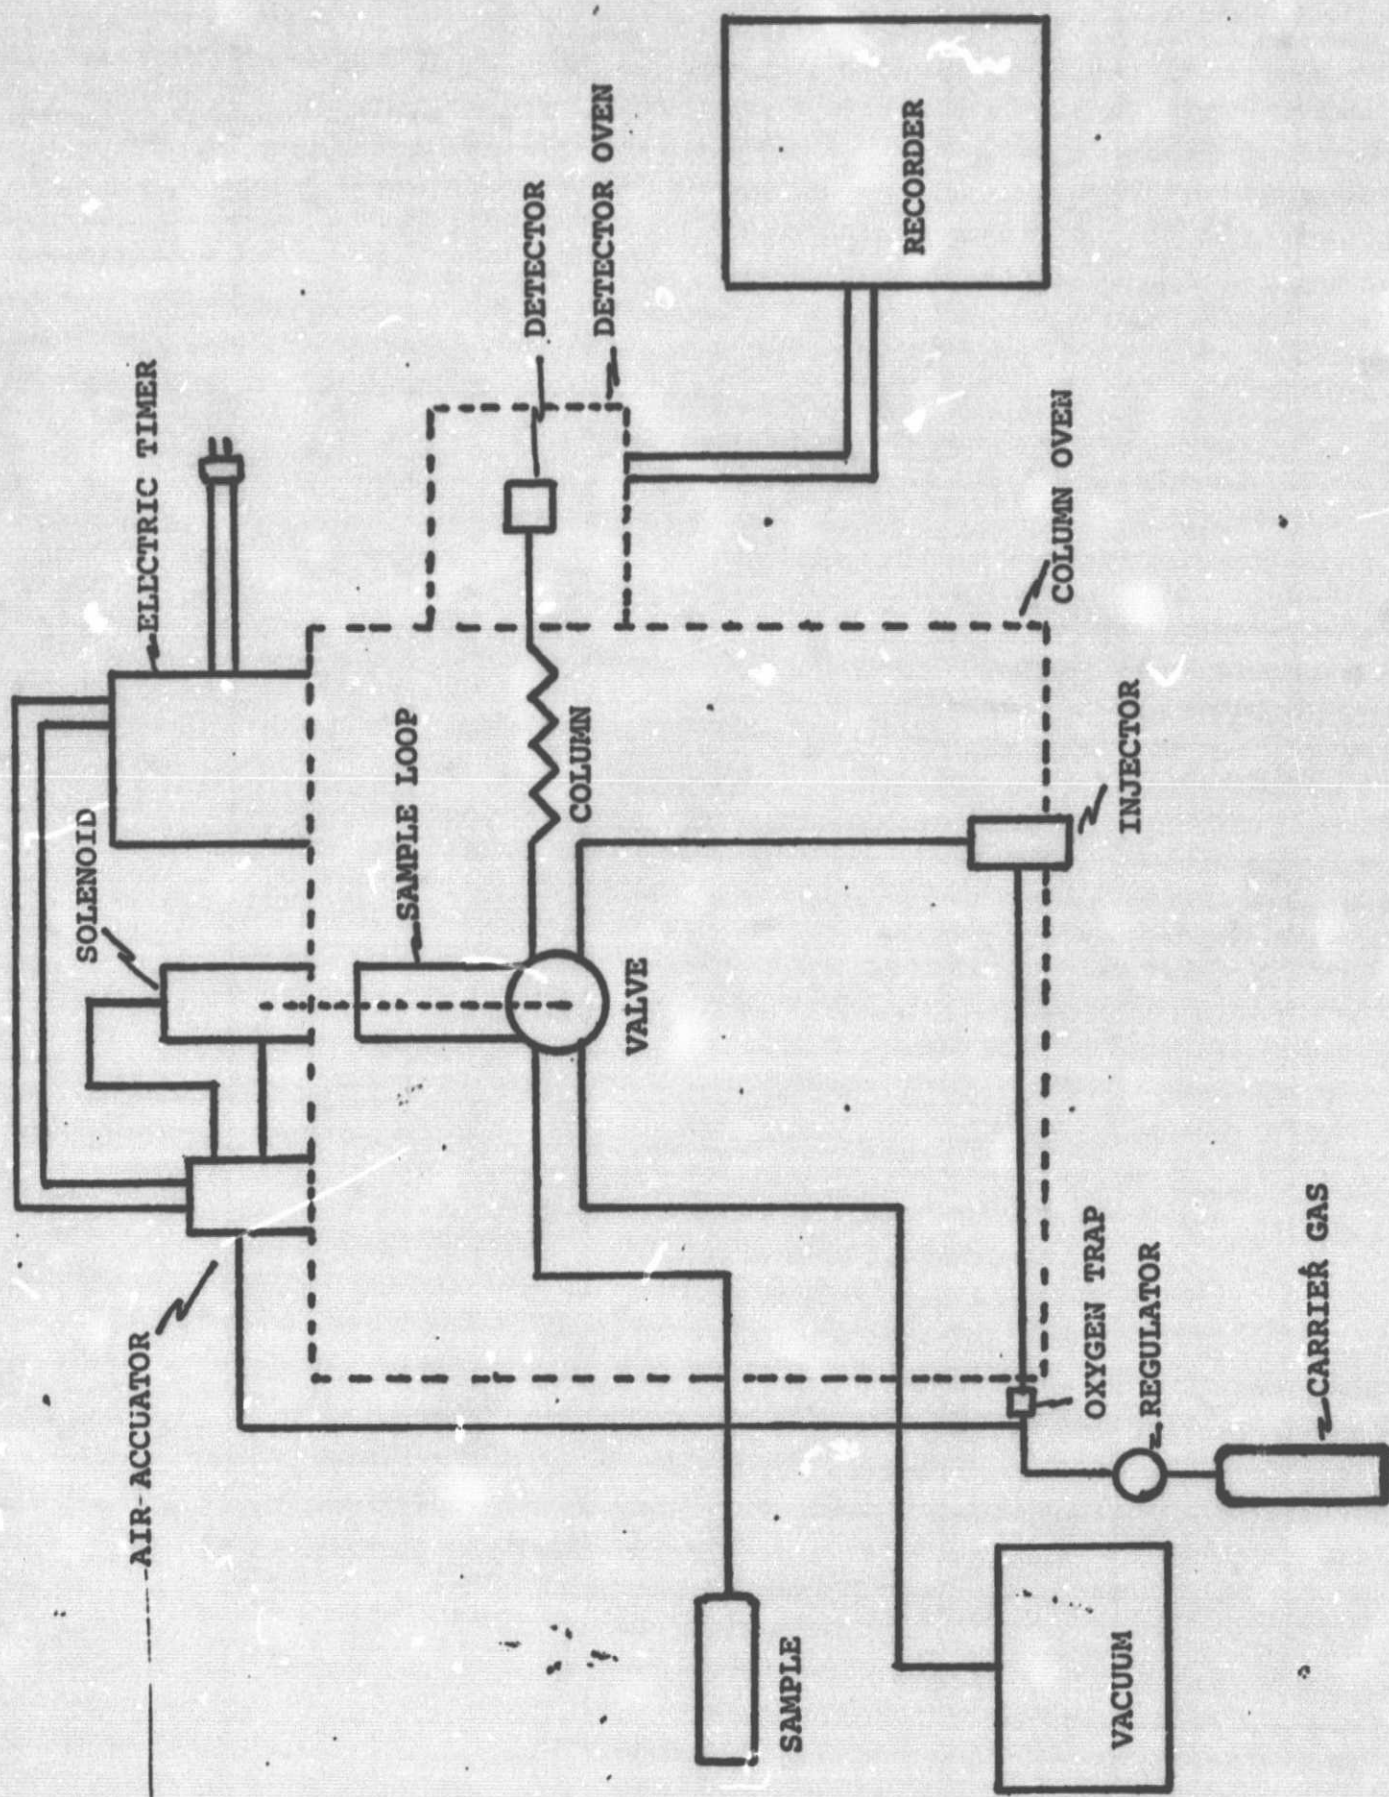 AIR-ACCUATOR
SOLENOID
ELECTRIC TIMER
SAMPLE LOOP
COLUMN
DETECTOR
DETECTOR OVEN
VALVE
RECORDER
SAMPLE
VACUUM
OXYGEN TRAP
REGULATOR
CARRIER GAS
INJECTOR
COLUMN OVEN